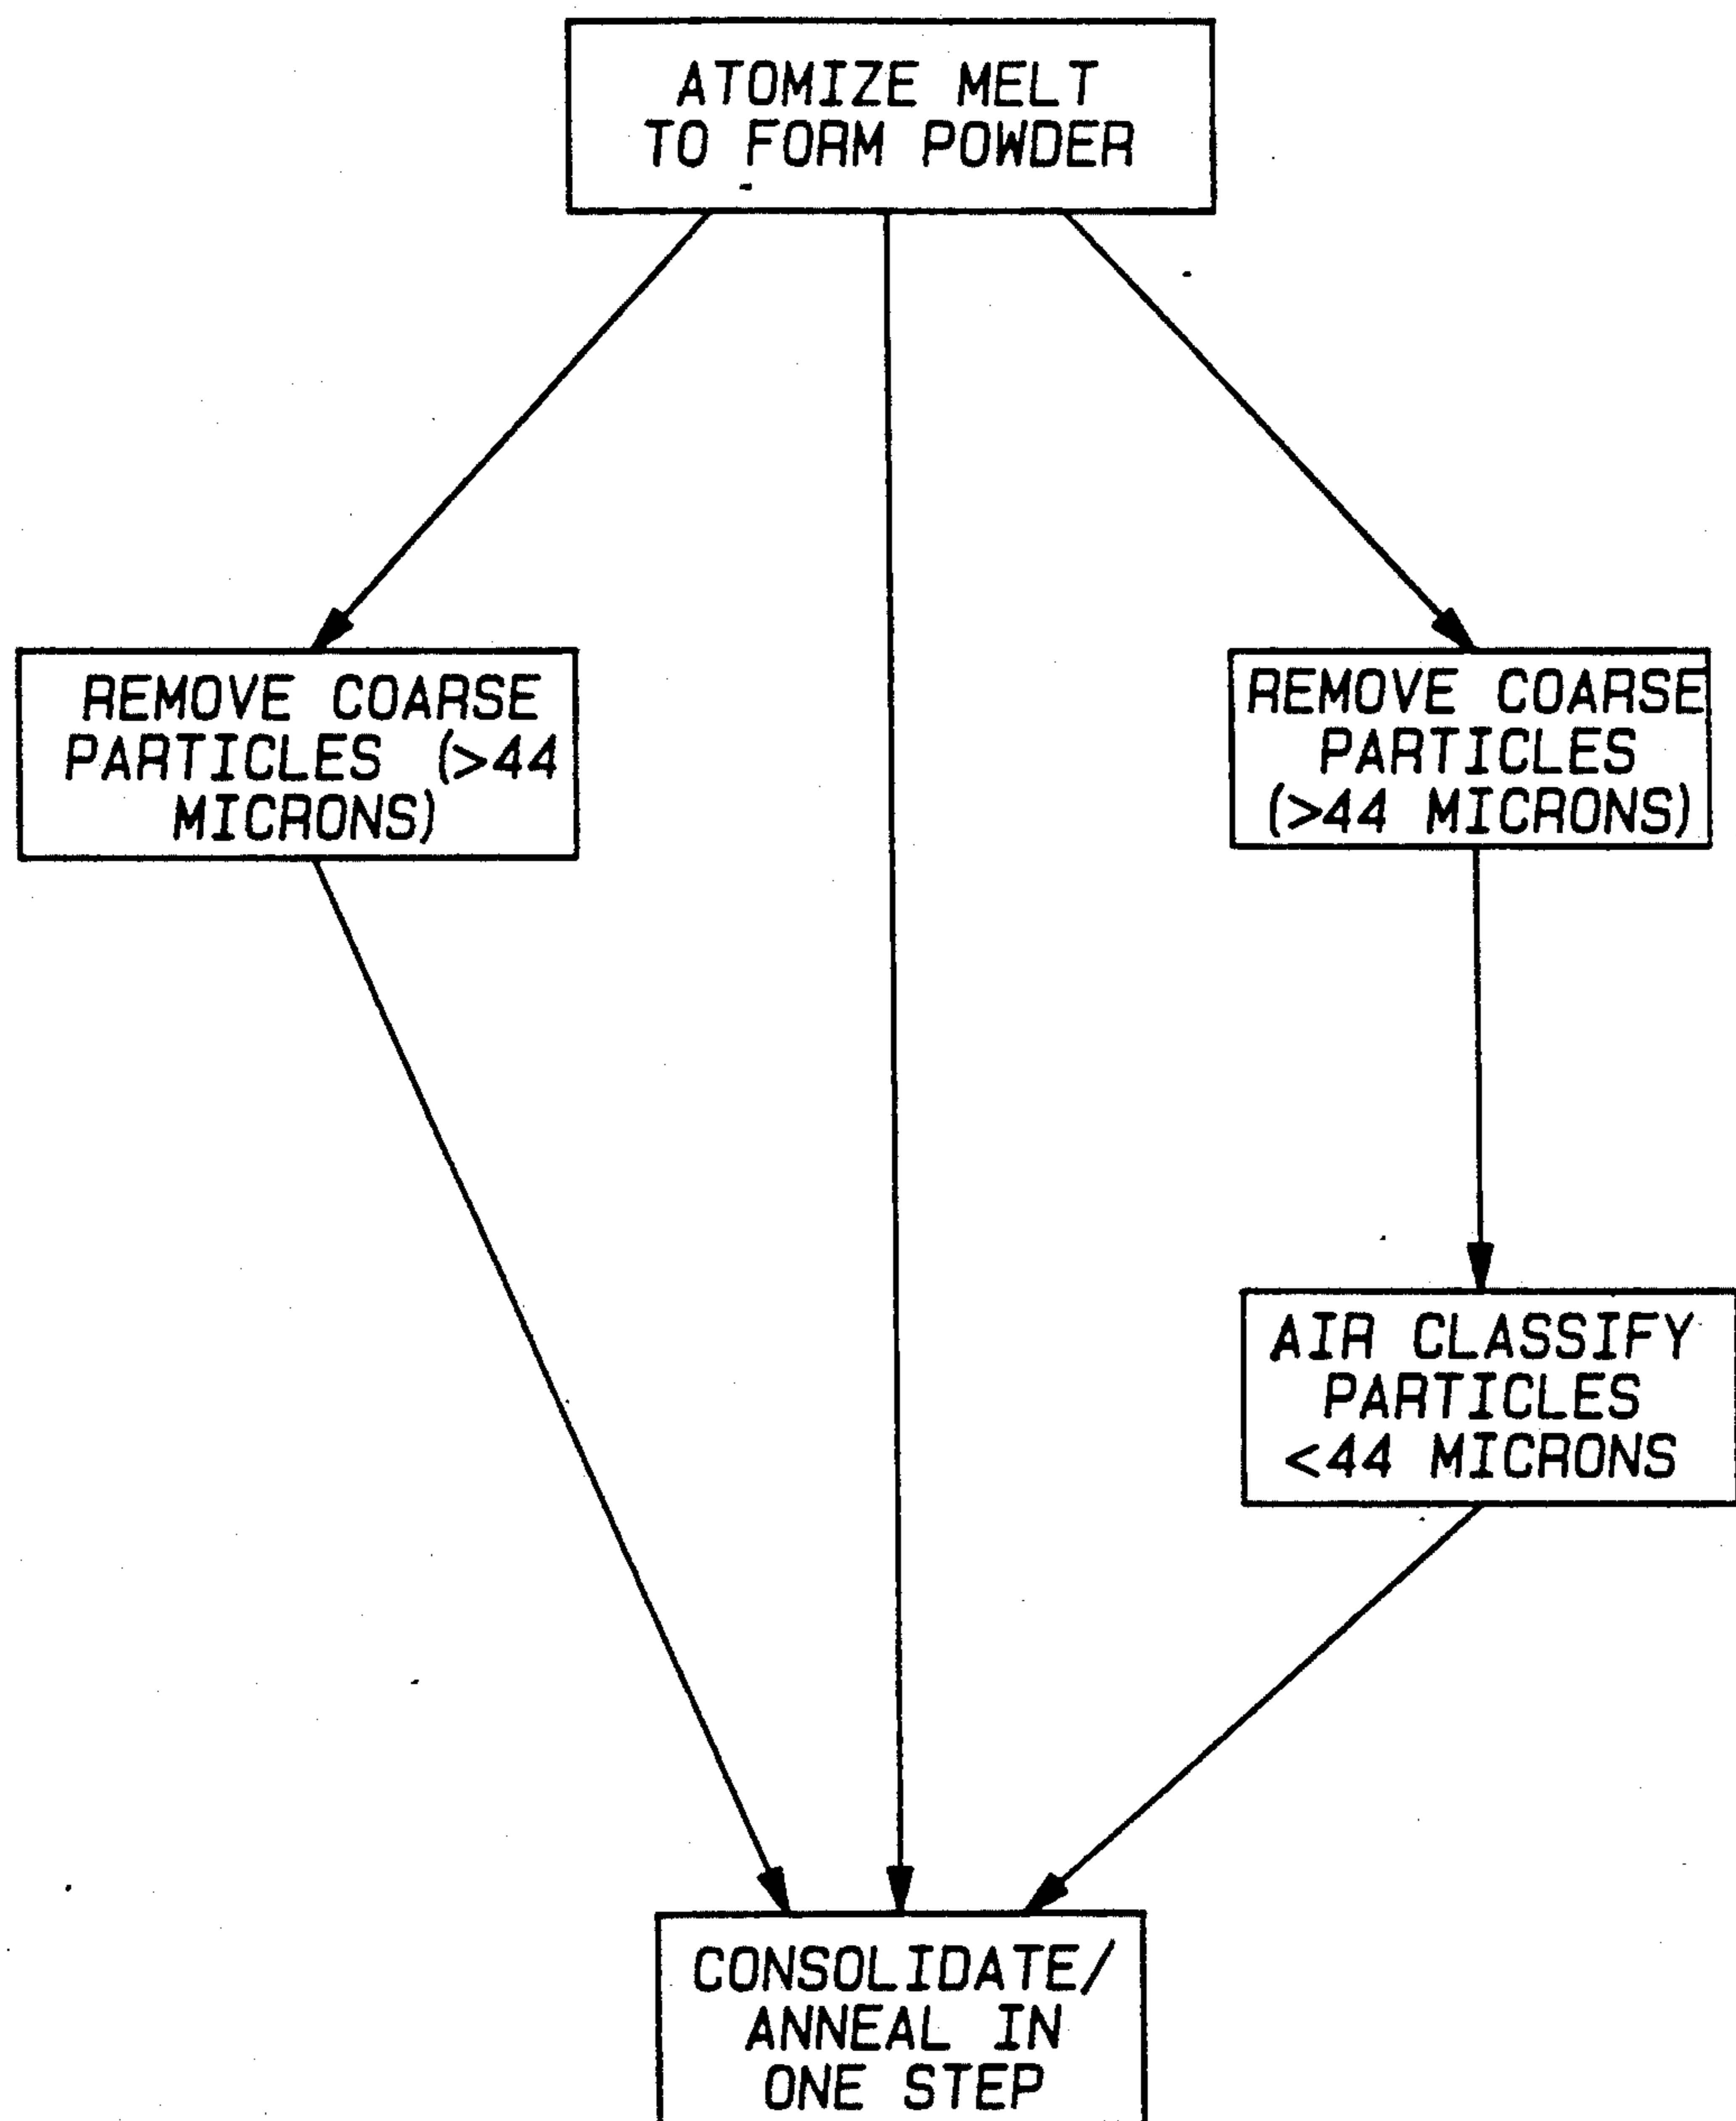 ATOMIZE MELT
TO FORM POWDER
REMOVE COARSE
PARTICLES (>44
MICRONS)
REMOVE COARSE
PARTICLES
(>44 MICRONS)
AIR CLASSIFY
PARTICLES
<44 MICRONS
CONSOLIDATE/
ANNEAL IN
ONE STEP